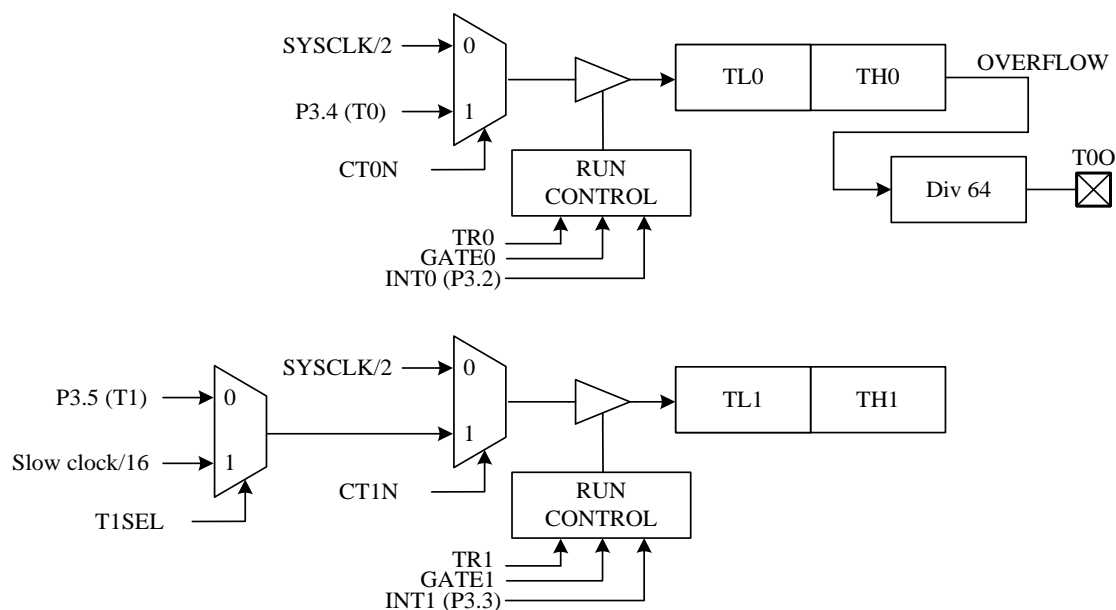 SYSCLK/2
0
TL0
TH0
OVERFLOW
P3.4 (T0)
1
T0O
CT0N
RUN
CONTROL
Div 64
TR0
GATE0
INT0 (P3.2)
SYSCLK/2
0
P3.5 (T1)
0
TL1
TH1
1
Slow clock/16
1
CT1N
RUN
CONTROL
T1SEL
TR1
GATE1
INT1 (P3.3)